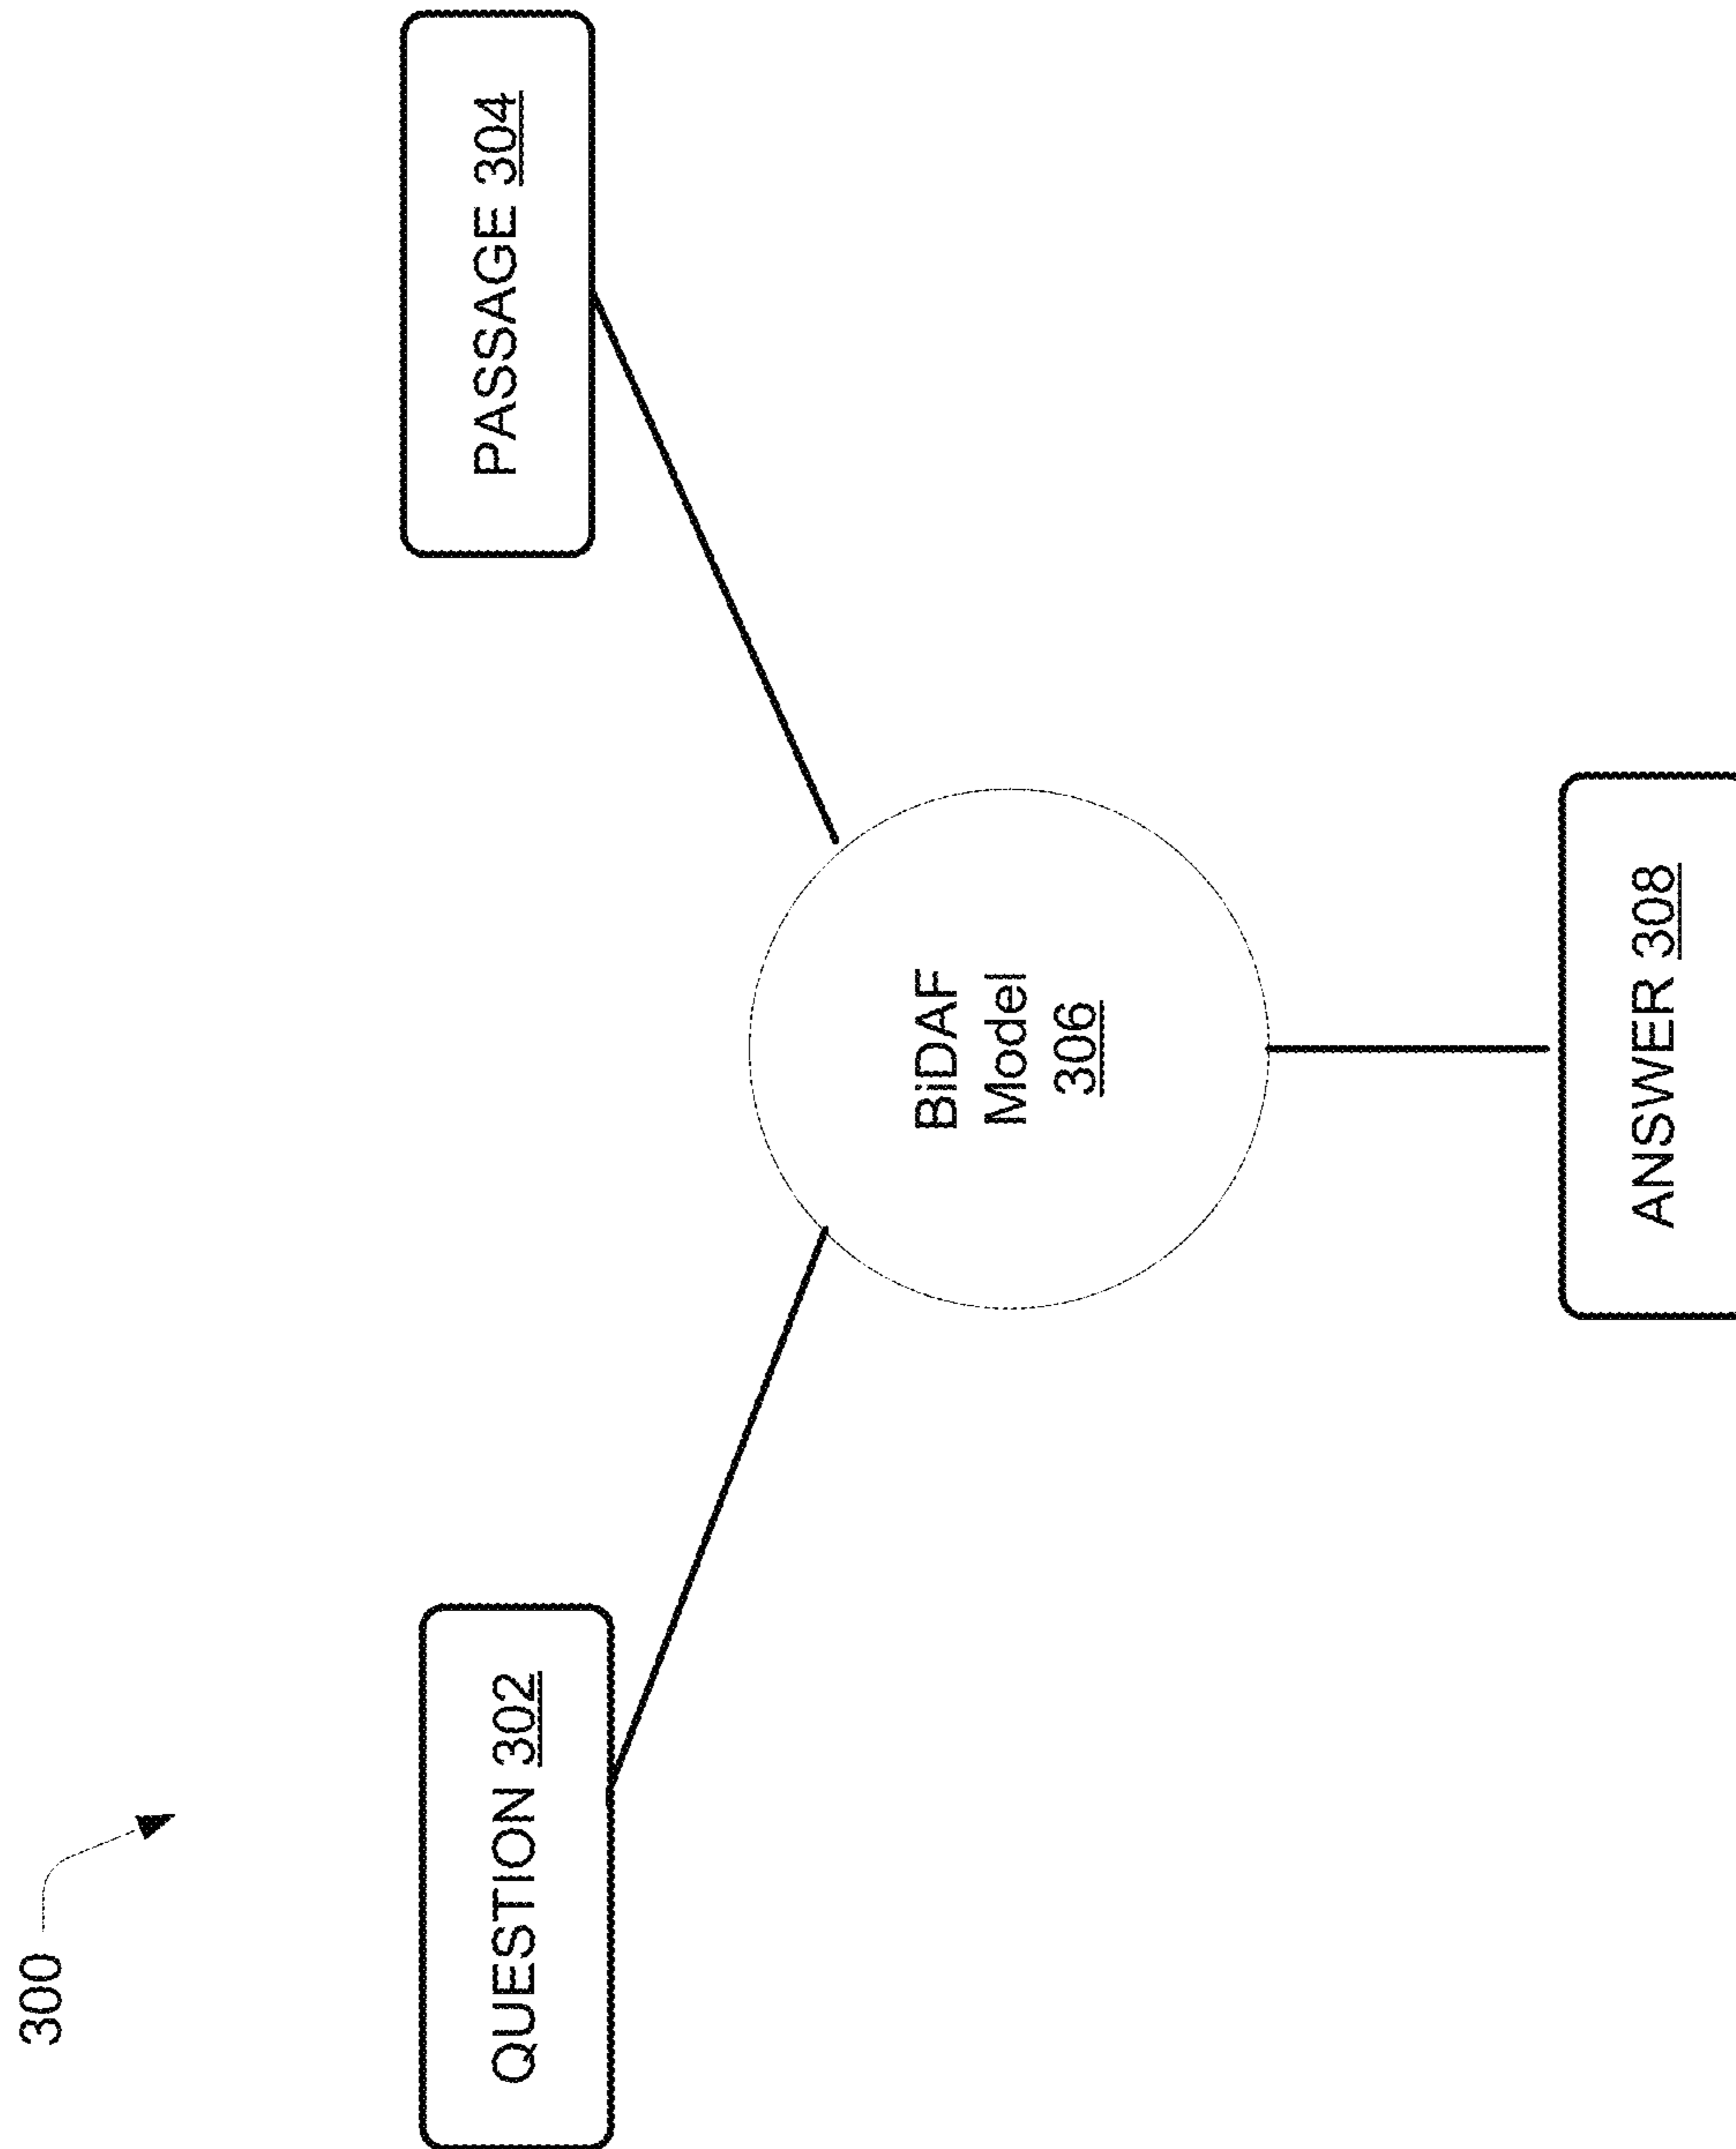 300
QUESTION 302
PASSAGE 304
BiDAF
Model
306
ANSWER 308